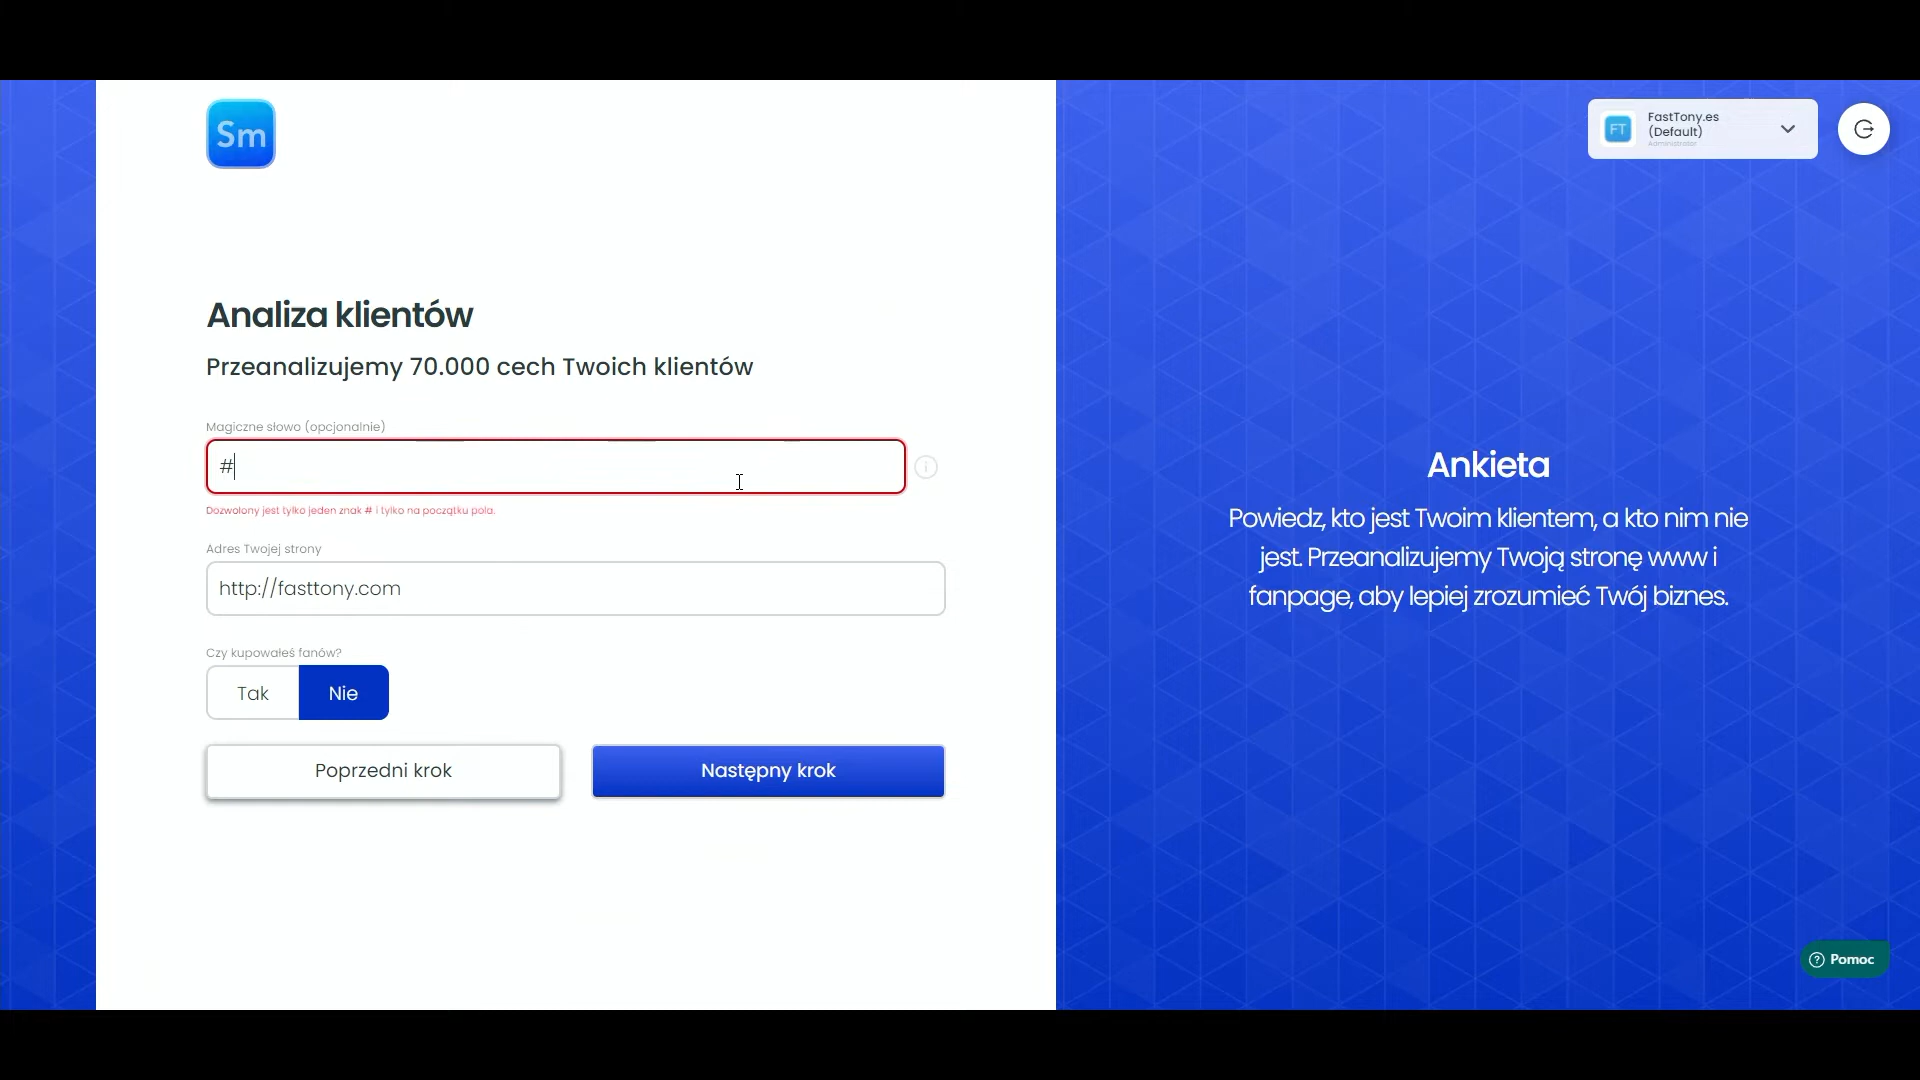 Sm
FT
FastTony.es
(Default)
Administrator
Analiza klientów
Przeanalizujemy 70.000 cech Twoich klientów
Magiczne słowo (opcjonalnie)
#
Dozwolony jest tylko jeden znak # i tylko na początku pola.
Adres Twojej strony
http://fasttony.com
Czy kupowałeś fanów?
Tak
Nie
Poprzedni krok
Następny krok
Ankieta
Powiedz, kto jest Twoim klientem, a kto nim nie
jest. Przeanalizujemy Twoją stronę www i
fanpage, aby lepiej zrozumieć Twój biznes.
Pomoc